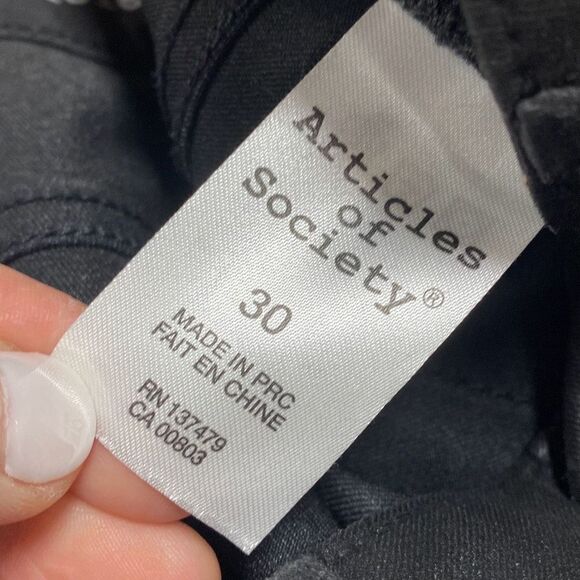 Articles
of
Society®
30
MADE IN PRC
FAIT EN CHINE
RN 137479
CA 00803